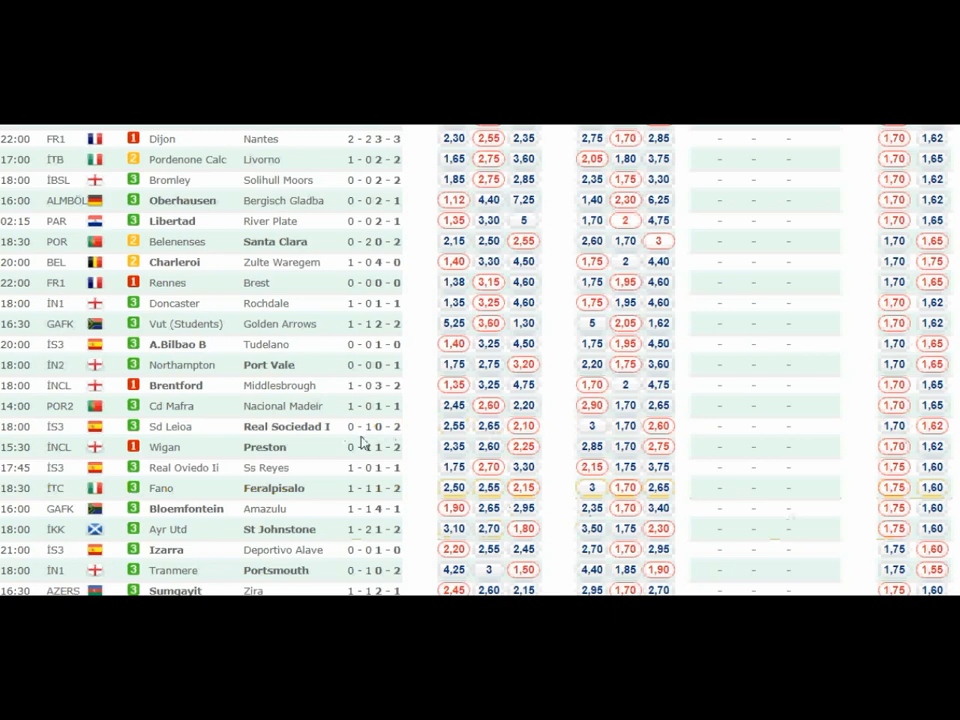 22:00 FR1 1 Dijon Nantes 2 - 2 3 - 3 2,30 2,55 2,35 2,75 1,70 2,85 - - - 1,70 1,62
17:00 İTB 2 Pordenone Calc Livorno 1 - 0 2 - 2 1,65 2,75 3,60 2,05 1,80 3,75 - - - 1,70 1,65
18:00 İBSL 3 Bromley Solihull Moors 0 - 0 2 - 2 1,85 2,75 2,85 2,35 1,75 3,30 - - - 1,70 1,62
16:00 ALMBÖL 3 Oberhausen Bergisch Gladba 0 - 0 2 - 1 1,12 4,40 7,25 1,40 2,30 6,25 - - - 1,70 1,62
02:15 PAR 3 Libertad River Plate 0 - 0 2 - 1 1,35 3,30 5 1,70 2 4,75 - - - 1,70 1,65
18:30 POR 2 Belenenses Santa Clara 0 - 2 0 - 2 2,15 2,50 2,55 2,60 1,70 3 - - - 1,70 1,65
20:00 BEL 2 Charleroi Zulte Waregem 1 - 0 4 - 0 1,40 3,30 4,50 1,75 2 4,40 - - - 1,70 1,75
22:00 FR1 1 Rennes Brest 0 - 0 0 - 0 1,38 3,15 4,60 1,75 1,95 4,60 - - - 1,70 1,65
18:00 İN1 3 Doncaster Rochdale 1 - 0 1 - 1 1,35 3,25 4,60 1,75 1,95 4,60 - - - 1,70 1,62
16:30 GAFK 3 Vut (Students) Golden Arrows 1 - 1 2 - 2 5,25 3,60 1,30 5 2,05 1,62 - - - 1,70 1,62
20:00 İS3 3 A.Bilbao B Tudelano 0 - 0 1 - 0 1,40 3,25 4,50 1,75 1,95 4,50 - - - 1,70 1,65
18:00 İN2 3 Northampton Port Vale 0 - 0 0 - 1 1,75 2,75 3,20 2,20 1,75 3,60 - - - 1,70 1,65
18:00 İNCL 1 Brentford Middlesbrough 1 - 0 3 - 2 1,35 3,25 4,75 1,70 2 4,75 - - - 1,70 1,65
14:00 POR2 3 Cd Mafra Nacional Madeir 1 - 0 1 - 1 2,45 2,60 2,20 2,90 1,70 2,65 - - - 1,70 1,65
18:00 İS3 3 Sd Leioa Real Sociedad I 0 - 1 0 - 2 2,55 2,65 2,10 3 1,70 2,60 - - - 1,70 1,62
15:30 İNCL 1 Wigan Preston 0 - 1 1 - 2 2,35 2,60 2,25 2,85 1,70 2,75 - - - 1,70 1,62
17:45 İS3 3 Real Oviedo Ii Ss Reyes 1 - 0 1 - 1 1,75 2,70 3,30 2,15 1,75 3,75 - - - 1,70 1,65
18:30 İTC 3 Fano Feralpisalo 1 - 1 1 - 2 2,50 2,55 2,15 3 1,70 2,65 - - - 1,75 1,60
16:00 GAFK 3 Bloemfontein Amazulu 1 - 1 4 - 1 1,90 2,65 2,95 2,35 1,70 3,40 - - - 1,75 1,60
18:00 İKK 3 Ayr Utd St Johnstone 1 - 2 1 - 2 3,10 2,70 1,80 3,50 1,75 2,30 - - - 1,75 1,60
21:00 İS3 3 Izarra Deportivo Alave 0 - 0 1 - 0 2,20 2,55 2,45 2,70 1,70 2,95 - - - 1,75 1,60
18:00 İN1 3 Tranmere Portsmouth 0 - 1 0 - 2 4,25 3 1,50 4,40 1,85 1,90 - - - 1,75 1,55
16:30 AZERS 3 Sumgayit Zira 1 - 1 2 - 1 2,45 2,60 2,15 2,95 1,70 2,70 - - - 1,75 1,60